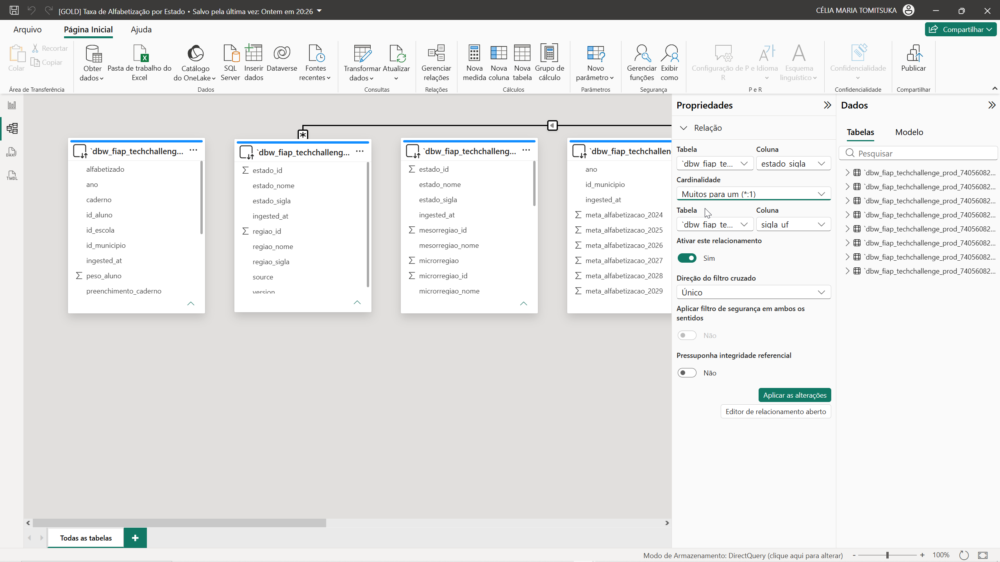 [GOLD] Taxa de Alfabetização por Estado • Salvo pela última vez: Ontem em 20:26
CÉLIA MARIA TOMITSUKA
Arquivo
Página Inicial
Ajuda
Compartilhar
Colar
Recortar
Copiar
Área de Transferência
Obter dados
Pasta de trabalho do Excel
Catálogo do OneLake
SQL Server
Inserir dados
Dataverse
Fontes recentes
Dados
Transformar dados
Atualizar
Consultas
Gerenciar relações
Relações
Nova medida
Nova coluna
Nova tabela
Grupo de cálculo
Cálculos
Novo parâmetro
Parâmetros
Gerenciar funções
Exibir como
Segurança
Configuração de P e R
Idioma
Esquema linguístico
P e R
Confidencialidade
Confidencialidade
Publicar
Compartilhar
DAX
TMDL
`dbw_fiap_techchalleng...
alfabetizado
ano
caderno
id_aluno
id_escola
id_municipio
ingested_at
∑ peso_aluno
preenchimento_caderno
`dbw_fiap_techchalleng...
∑ estado_id
estado_nome
estado_sigla
ingested_at
∑ regiao_id
regiao_nome
regiao_sigla
source
version
`dbw_fiap_techchalleng...
∑ estado_id
estado_nome
estado_sigla
ingested_at
∑ mesorregiao_id
mesorregiao_nome
∑ microrregiao
∑ microrregiao_id
microrregiao_nome
`dbw_fiap_techchallen
ano
id_municipio
ingested_at
∑ meta_alfabetizacao_2024
∑ meta_alfabetizacao_2025
∑ meta_alfabetizacao_2026
∑ meta_alfabetizacao_2027
∑ meta_alfabetizacao_2028
∑ meta_alfabetizacao_2029
Propriedades
Relação
Tabela
Coluna
`dbw_fiap_te...
estado_sigla
Cardinalidade
Muitos para um (*:1)
Tabela
Coluna
`dbw_fiap_te...
sigla_uf
Ativar este relacionamento
Sim
Direção do filtro cruzado
Único
Aplicar filtro de segurança em ambos os
sentidos
Não
Pressuponha integridade referencial
Não
Aplicar as alterações
Editor de relacionamento aberto
Dados
Tabelas
Modelo
Pesquisar
`dbw_fiap_techchallenge_prod_74056082...
`dbw_fiap_techchallenge_prod_74056082...
`dbw_fiap_techchallenge_prod_74056082...
`dbw_fiap_techchallenge_prod_74056082...
`dbw_fiap_techchallenge_prod_74056082...
`dbw_fiap_techchallenge_prod_74056082...
`dbw_fiap_techchallenge_prod_74056082...
`dbw_fiap_techchallenge_prod_74056082...
Todas as tabelas
Modo de Armazenamento: DirectQuery (clique aqui para alterar)
- + 100%